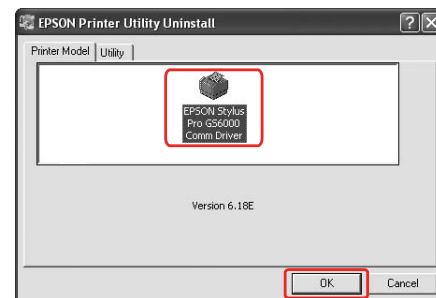 EPSON Printer Utility Uninstall
Printer Model
Utility
EPSON Stylus
Pro GS6000
Comm Driver
Version 6.18E
OK
Cancel